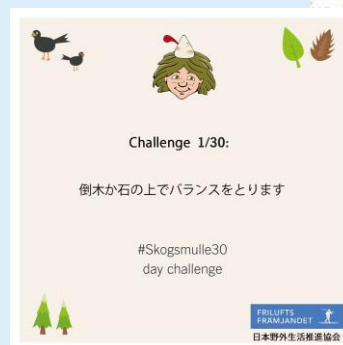 Challenge 1/30:
倒木か石の上でバランスをとります
#Skogsmulle30
day challenge
FRILUFTS
FRÄMJANDET
日本野外生活推進協会